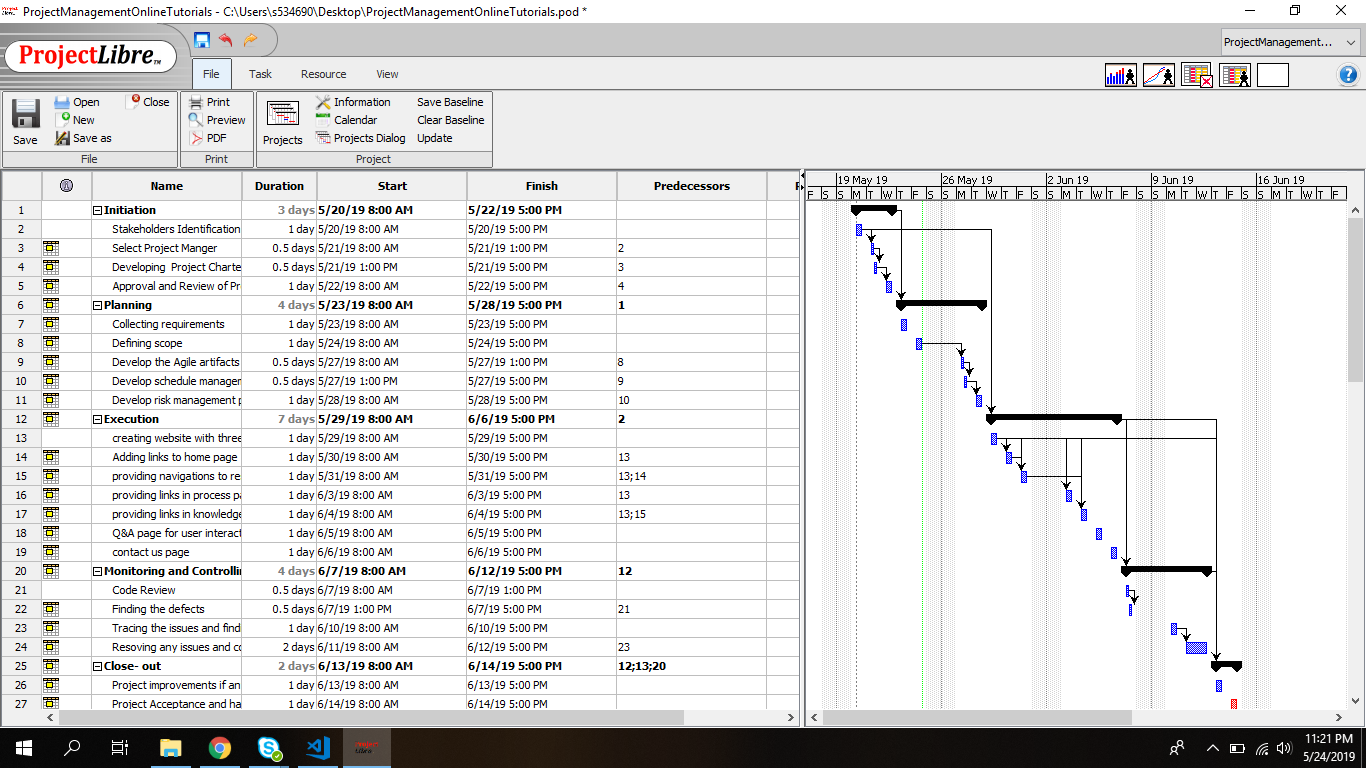 ProjectManagementOnlineTutorials - C:\Users\s534690\Desktop\ProjectManagementOnlineTutorials.pod *
ProjectLibre™
ProjectManagement...
File Task Resource View
Save
Open
New
Save as
Close
File
Print
Preview
PDF
Print
Projects
Information
Calendar
Projects Dialog
Save Baseline
Clear Baseline
Update
Project
Name Duration Start Finish Predecessors
19 May 19 26 May 19 2 Jun 19 9 Jun 19 16 Jun 19
F S S M T W T F S S M T W T F S S M T W T F S S M T W T F S S M T W T F
1 Initiation 3 days 5/20/19 8:00 AM 5/22/19 5:00 PM
2 Stakeholders Identification 1 day 5/20/19 8:00 AM 5/20/19 5:00 PM
3 Select Project Manger 0.5 days 5/21/19 8:00 AM 5/21/19 1:00 PM 2
4 Developing Project Charte 0.5 days 5/21/19 1:00 PM 5/21/19 5:00 PM 3
5 Approval and Review of Pr 1 day 5/22/19 8:00 AM 5/22/19 5:00 PM 4
6 Planning 4 days 5/23/19 8:00 AM 5/28/19 5:00 PM 1
7 Collecting requirements 1 day 5/23/19 8:00 AM 5/23/19 5:00 PM
8 Defining scope 1 day 5/24/19 8:00 AM 5/24/19 5:00 PM
9 Develop the Agile artifacts 0.5 days 5/27/19 8:00 AM 5/27/19 1:00 PM 8
10 Develop schedule manager 0.5 days 5/27/19 1:00 PM 5/27/19 5:00 PM 9
11 Develop risk management p 1 day 5/28/19 8:00 AM 5/28/19 5:00 PM 10
12 Execution 7 days 5/29/19 8:00 AM 6/6/19 5:00 PM 2
13 creating website with three 1 day 5/29/19 8:00 AM 5/29/19 5:00 PM
14 Adding links to home page 1 day 5/30/19 8:00 AM 5/30/19 5:00 PM 13
15 providing navigations to re 1 day 5/31/19 8:00 AM 5/31/19 5:00 PM 13;14
16 providing links in process pa 1 day 6/3/19 8:00 AM 6/3/19 5:00 PM 13
17 providing links in knowledge 1 day 6/4/19 8:00 AM 6/4/19 5:00 PM 13;15
18 Q&A page for user interact 1 day 6/5/19 8:00 AM 6/5/19 5:00 PM
19 contact us page 1 day 6/6/19 8:00 AM 6/6/19 5:00 PM
20 Monitoring and Controlli 4 days 6/7/19 8:00 AM 6/12/19 5:00 PM 12
21 Code Review 0.5 days 6/7/19 8:00 AM 6/7/19 1:00 PM
22 Finding the defects 0.5 days 6/7/19 1:00 PM 6/7/19 5:00 PM 21
23 Tracing the issues and findi 1 day 6/10/19 8:00 AM 6/10/19 5:00 PM
24 Resoving any issues and co 2 days 6/11/19 8:00 AM 6/12/19 5:00 PM 23
25 Close- out 2 days 6/13/19 8:00 AM 6/14/19 5:00 PM 12;13;20
26 Project improvements if an 1 day 6/13/19 8:00 AM 6/13/19 5:00 PM
27 Project Acceptance and ha 1 day 6/14/19 8:00 AM 6/14/19 5:00 PM
11:21 PM
5/24/2019